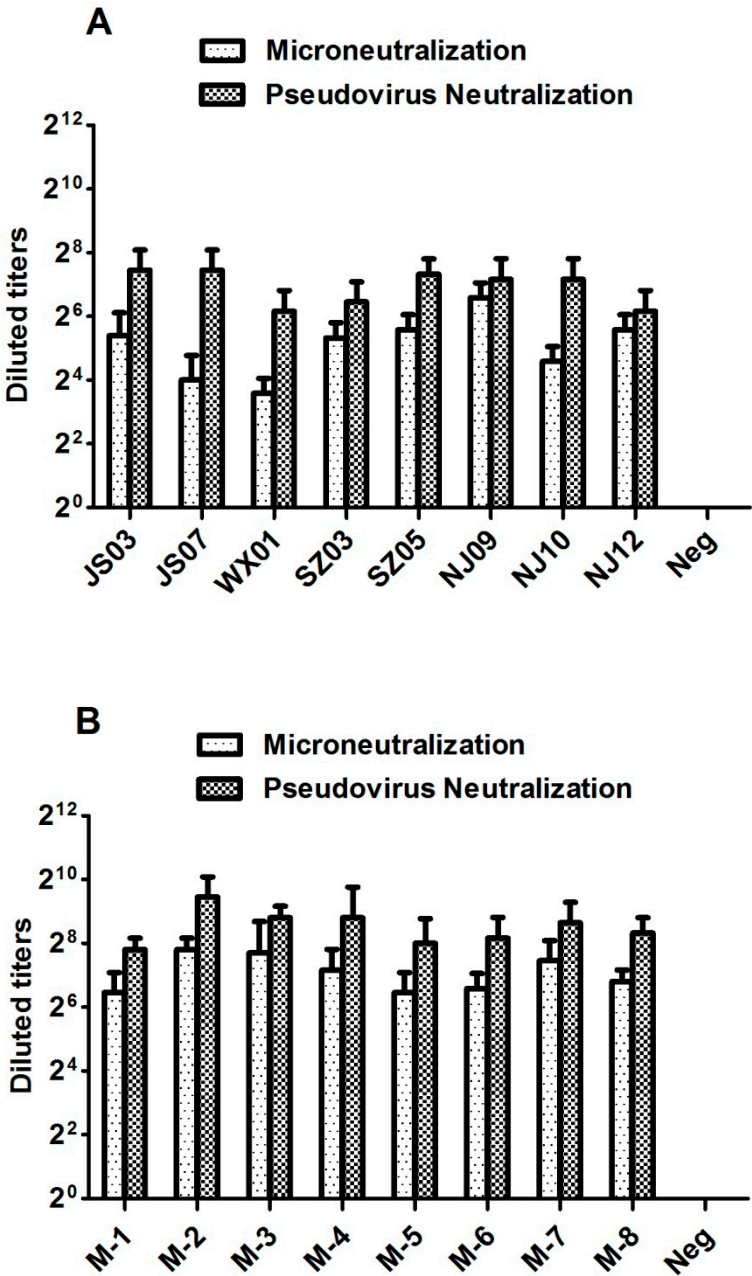 A
Microneutralization
Pseudovirus Neutralization
Diluted titers
2^12
2^10
2^8
2^6
2^4
2^2
2^0
JS03 JS07 WX01 SZ03 SZ05 NJ09 NJ10 NJ12 Neg
B
Microneutralization
Pseudovirus Neutralization
Diluted titers
2^12
2^10
2^8
2^6
2^4
2^2
2^0
M-1 M-2 M-3 M-4 M-5 M-6 M-7 M-8 Neg